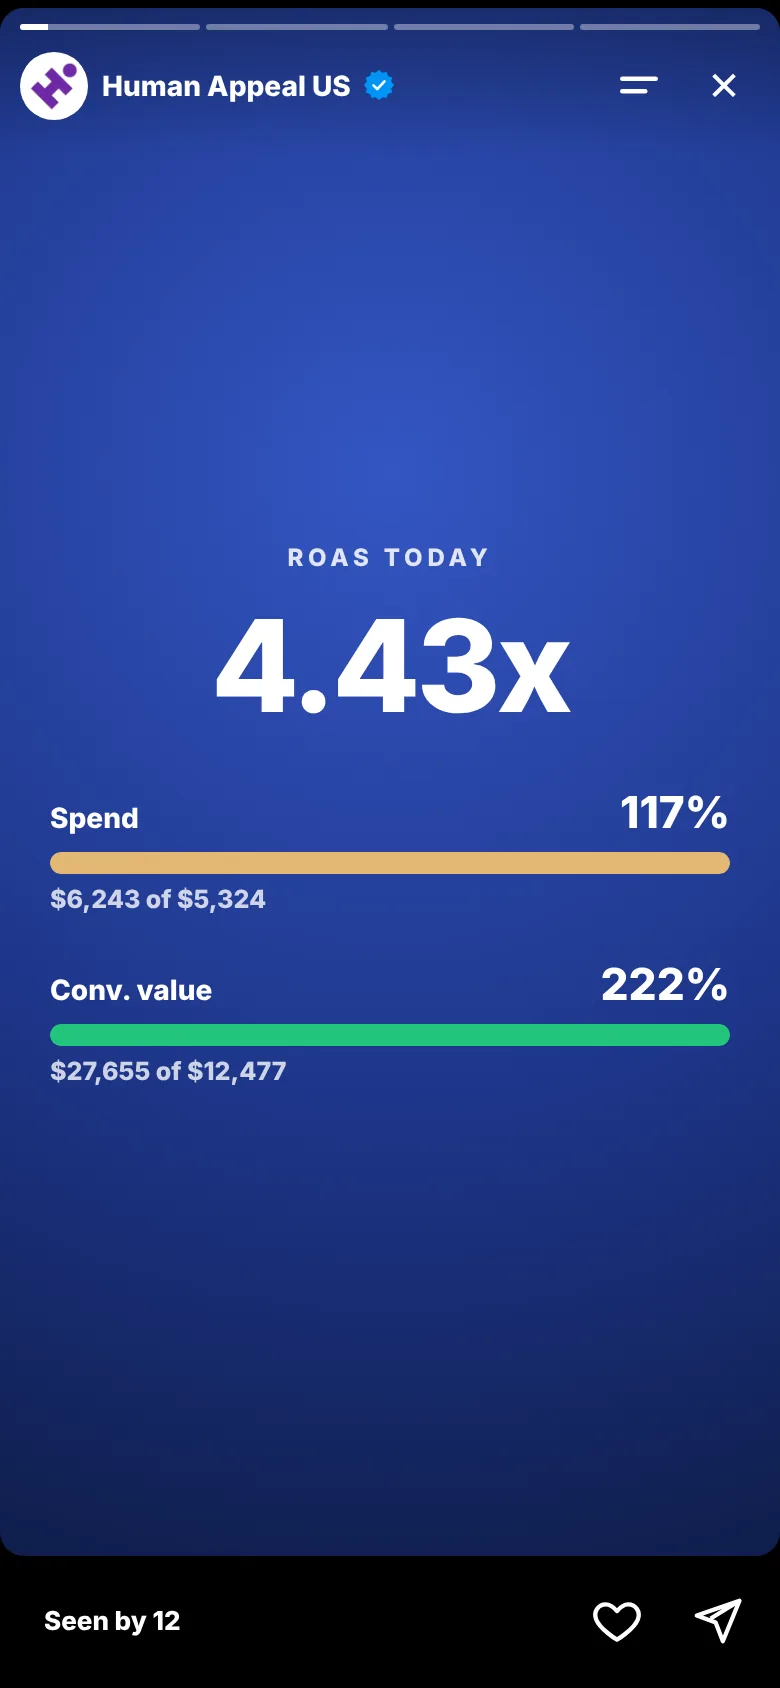 Human Appeal US
ROAS TODAY
4.43x
Spend 117%
$6,243 of $5,324
Conv. value 222%
$27,655 of $12,477
Seen by 12